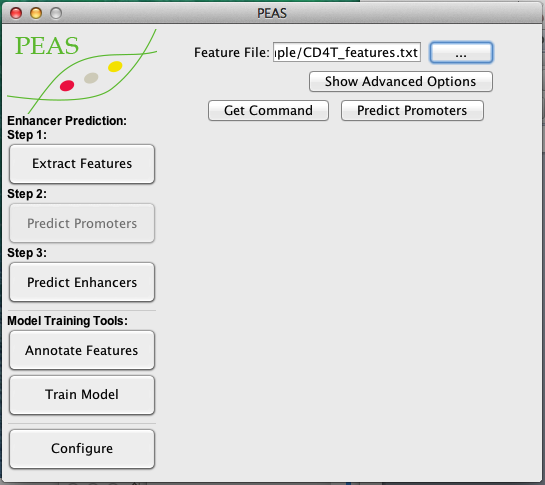 PEAS
PEAS
Feature File: ple/CD4T_features.txt ...
Show Advanced Options
Get Command Predict Promoters
Enhancer Prediction:
Step 1:
Extract Features
Step 2:
Predict Promoters
Step 3:
Predict Enhancers
Model Training Tools:
Annotate Features
Train Model
Configure